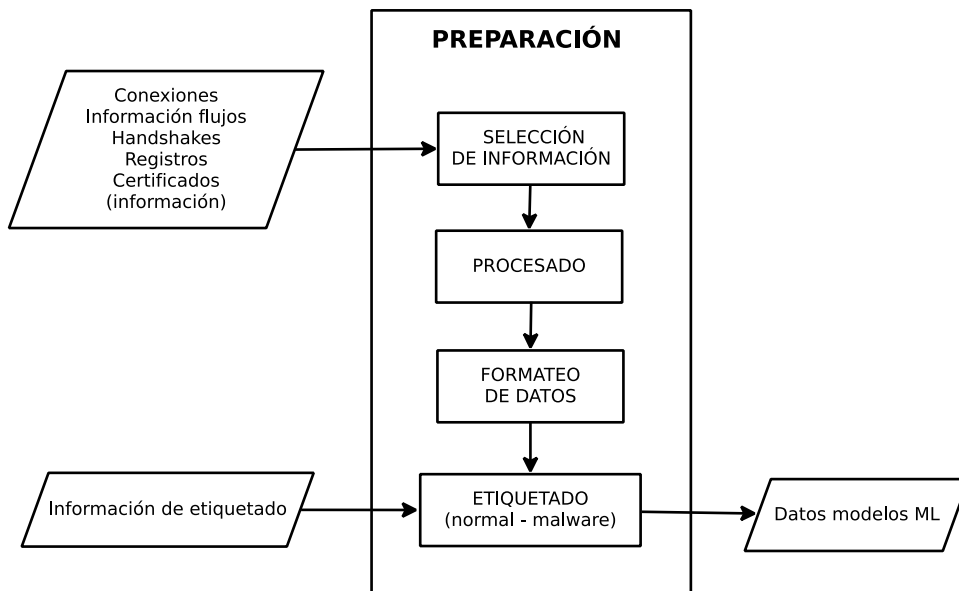 PREPARACIÓN
Conexiones
Información flujos
Handshakes
Registros
Certificados
(información)
SELECCIÓN
DE INFORMACIÓN
PROCESADO
FORMATEO
DE DATOS
Información de etiquetado
ETIQUETADO
(normal - malware)
Datos modelos ML